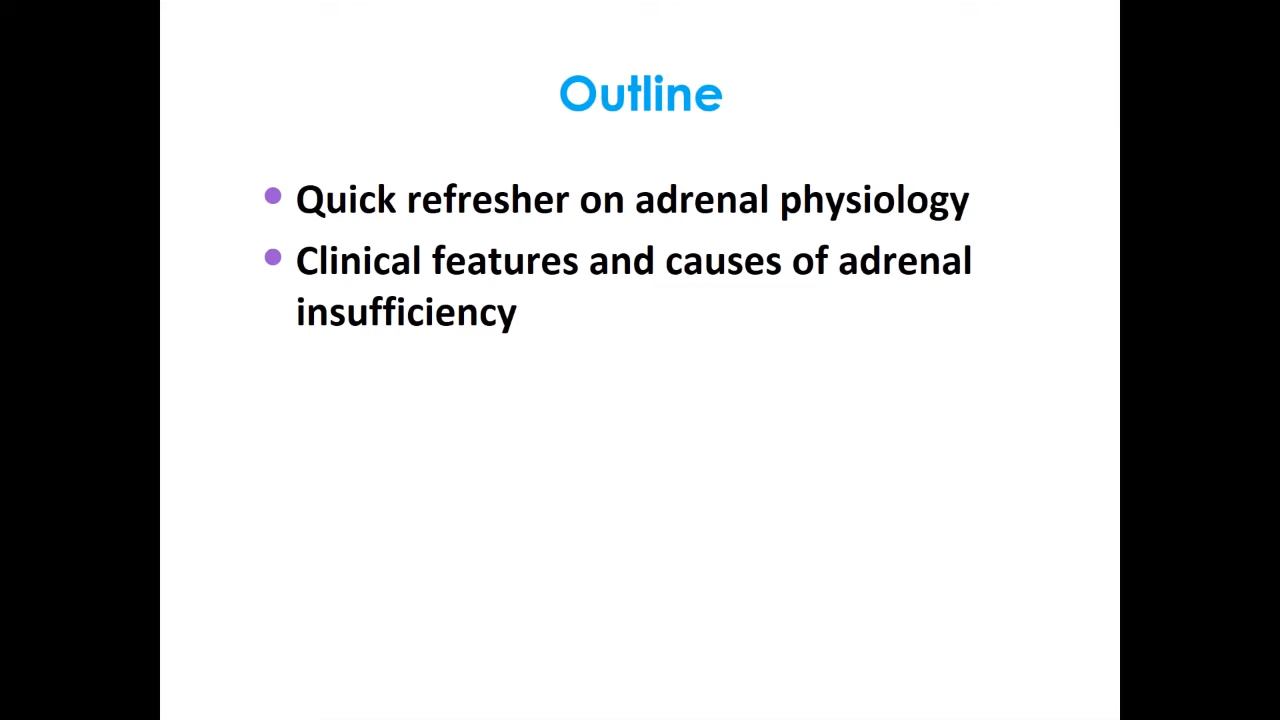 Outline
• Quick refresher on adrenal physiology
• Clinical features and causes of adrenal
insufficiency